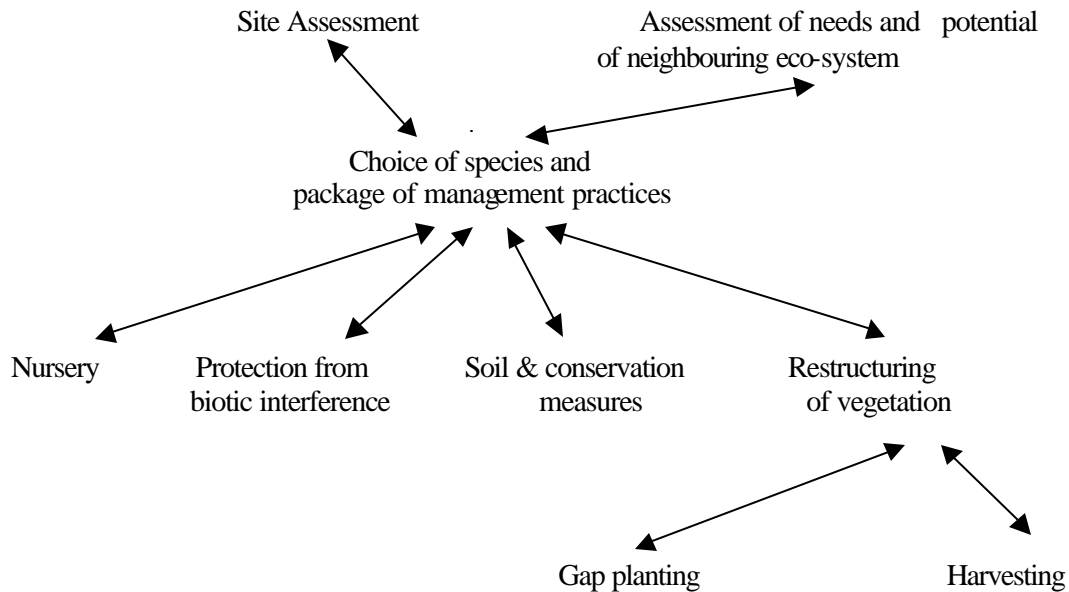 Site Assessment
Assessment of needs and potential
of neighbouring eco-system
Choice of species and
package of management practices
Nursery
Protection from
biotic interference
Soil & conservation
measures
Restructuring
of vegetation
Gap planting
Harvesting